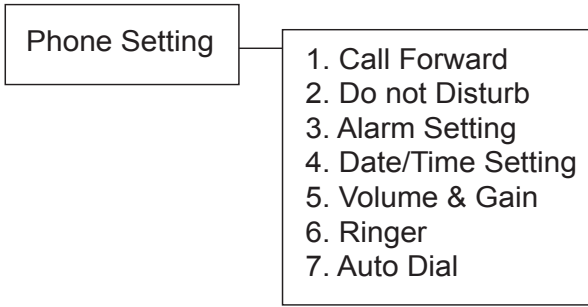 Phone Setting
1. Call Forward
2. Do not Disturb
3. Alarm Setting
4. Date/Time Setting
5. Volume & Gain
6. Ringer
7. Auto Dial